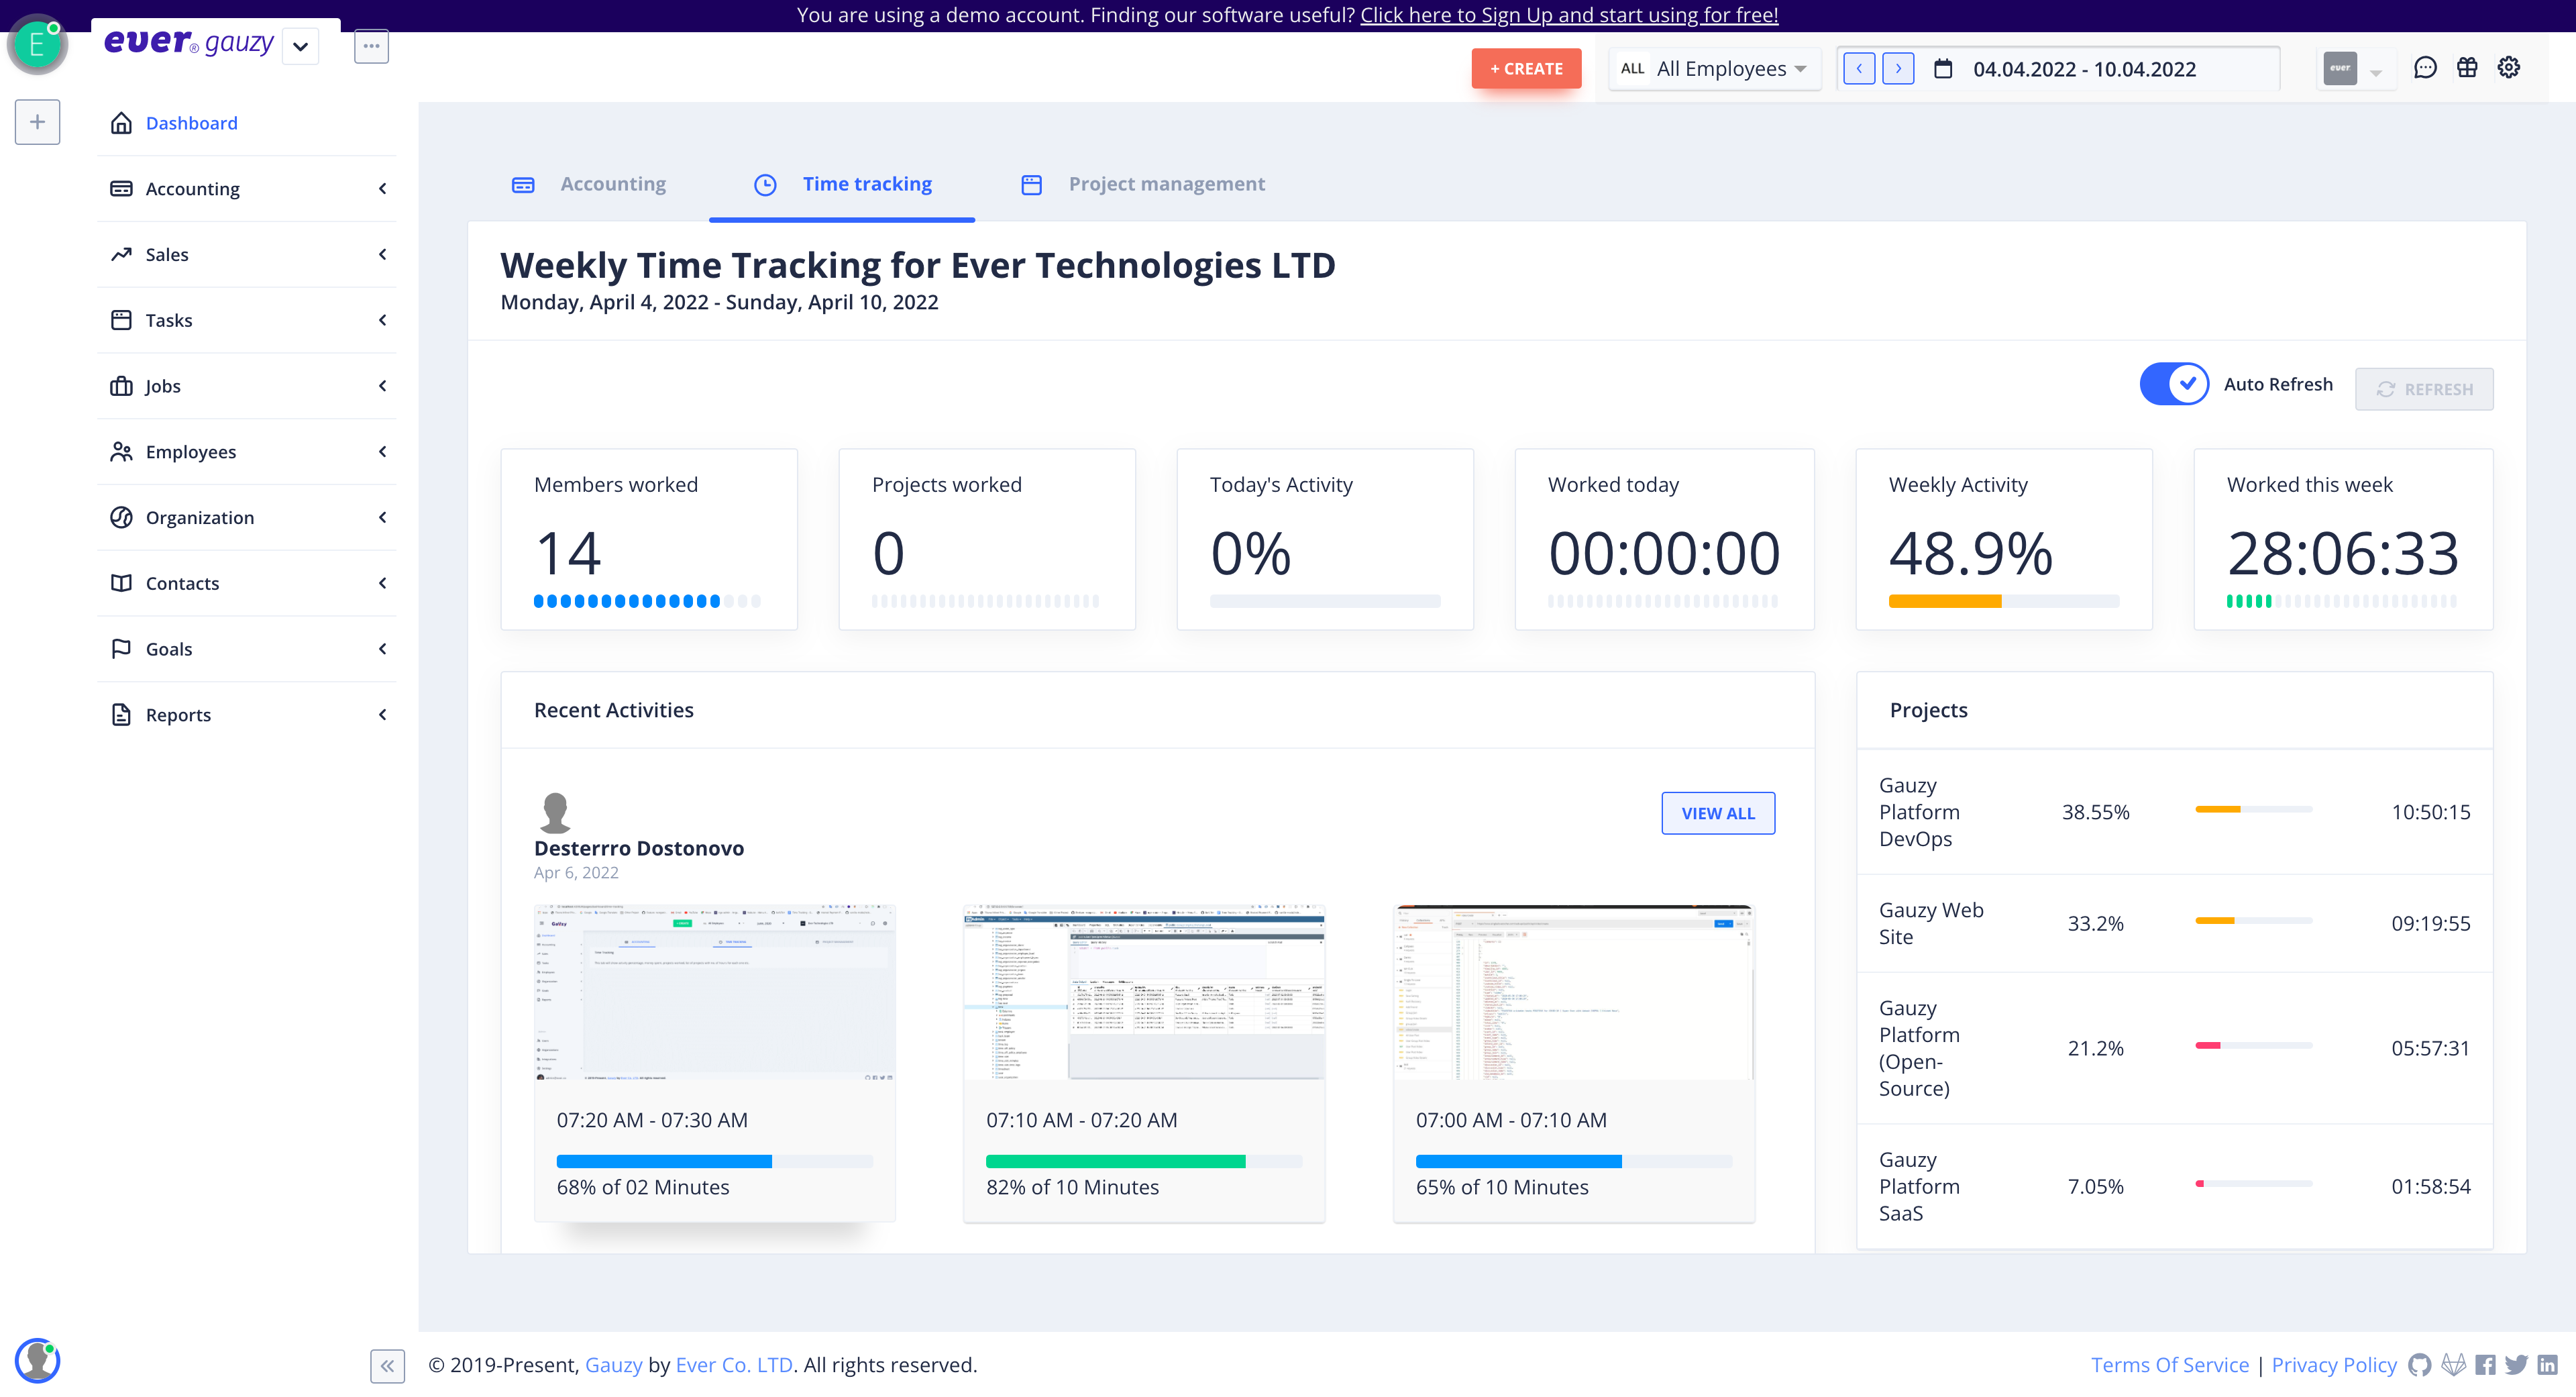 You are using a demo account. Finding our software useful? Click here to Sign Up and start using for free!
E
ever® gauzy
+ CREATE
ALL All Employees
04.04.2022 - 10.04.2022
ever
Dashboard
Accounting
Sales
Tasks
Jobs
Employees
Organization
Contacts
Goals
Reports
Accounting
Time tracking
Project management
Weekly Time Tracking for Ever Technologies LTD
Monday, April 4, 2022 - Sunday, April 10, 2022
Auto Refresh
REFRESH
Members worked
14
Projects worked
0
Today's Activity
0%
Worked today
00:00:00
Weekly Activity
48.9%
Worked this week
28:06:33
Recent Activities
VIEW ALL
Desterrro Dostonovo
Apr 6, 2022
07:20 AM - 07:30 AM
68% of 02 Minutes
07:10 AM - 07:20 AM
82% of 10 Minutes
07:00 AM - 07:10 AM
65% of 10 Minutes
Projects
Gauzy
Platform
DevOps
38.55%
10:50:15
Gauzy Web
Site
33.2%
09:19:55
Gauzy
Platform
(Open-
Source)
21.2%
05:57:31
Gauzy
Platform
SaaS
7.05%
01:58:54
© 2019-Present, Gauzy by Ever Co. LTD. All rights reserved.
Terms Of Service | Privacy Policy